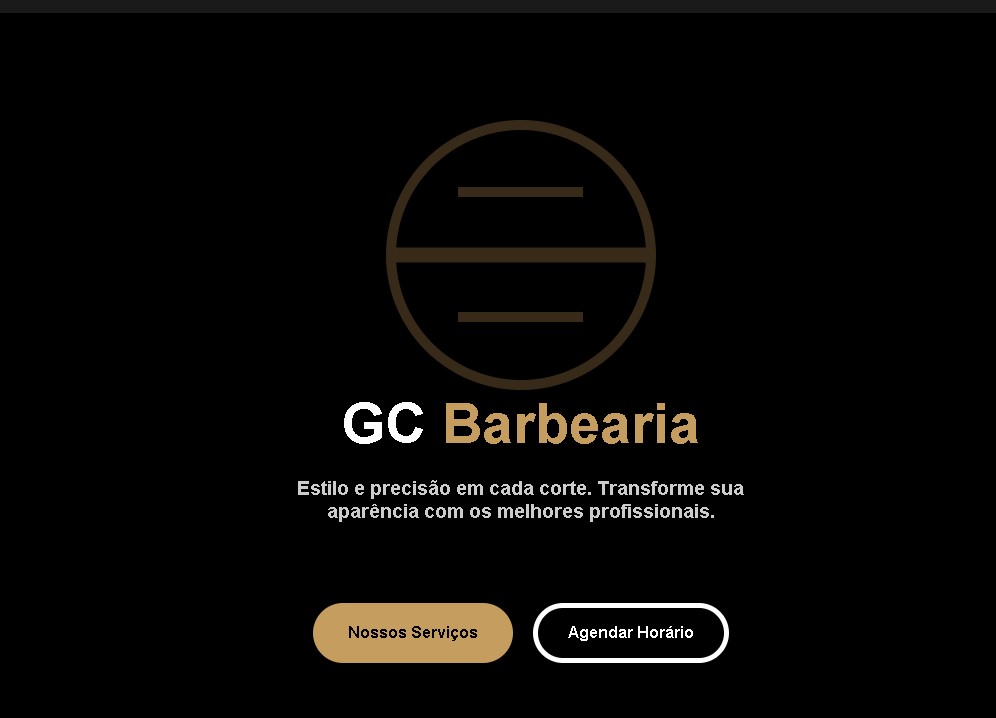 GC Barbearia
Estilo e precisão em cada corte. Transforme sua
aparência com os melhores profissionais.
Nossos Serviços
Agendar Horário